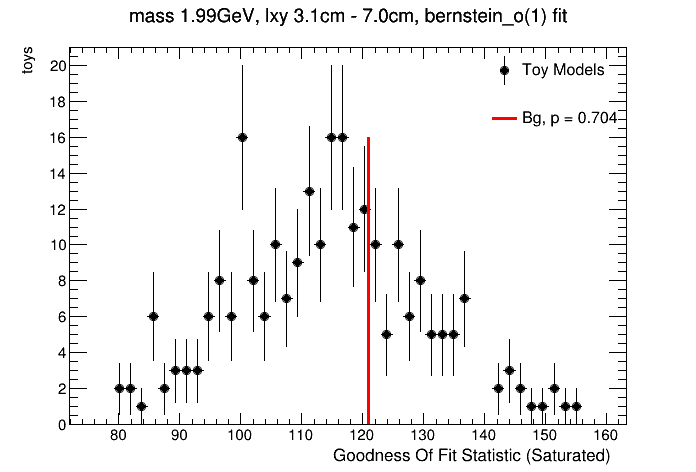 mass 1.99GeV, lxy 3.1cm - 7.0cm, bernstein_o(1) fit
toys
20
18
16
14
12
10
8
6
4
2
0
Toy Models
Bg, p = 0.704
80 90 100 110 120 130 140 150 160
Goodness Of Fit Statistic (Saturated)